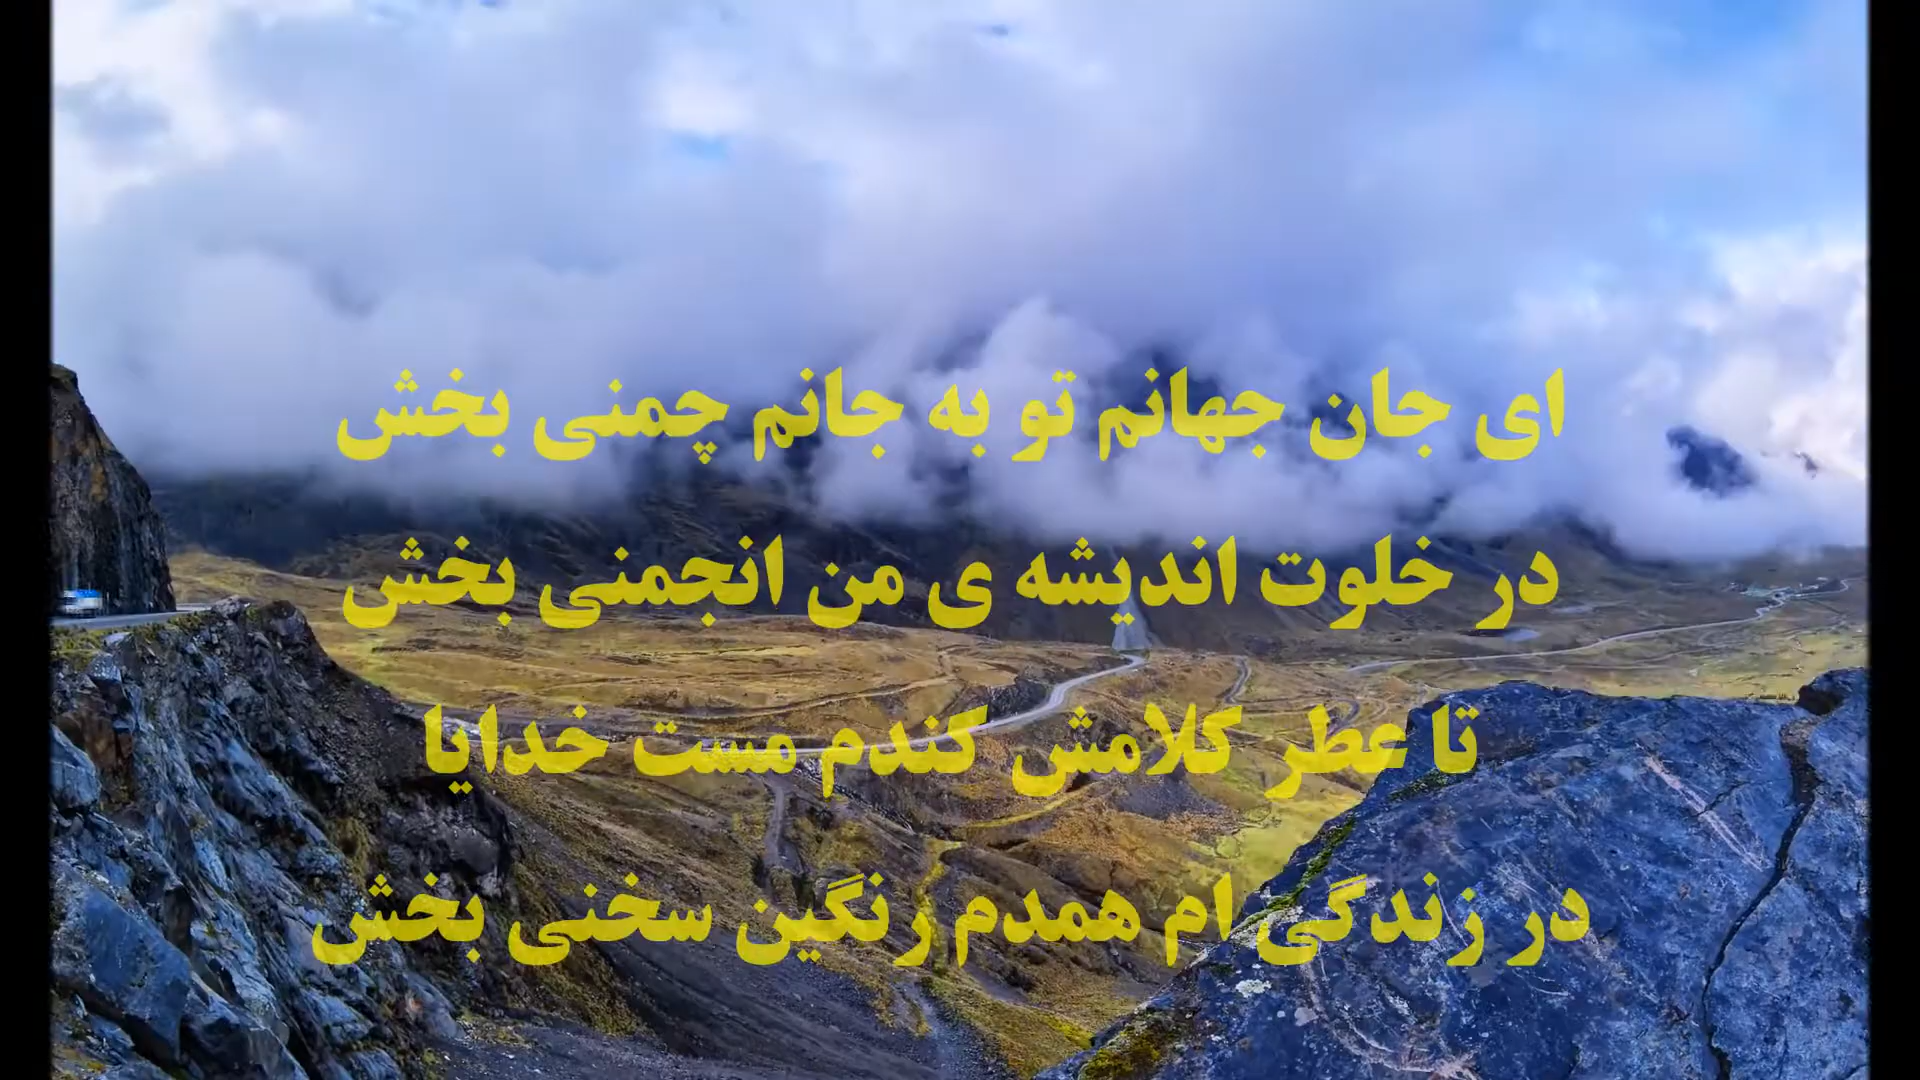 ای جان جهانم تو به جانم چمنی بخش
در خلوت اندیشه ی من انجمنی بخش
تا عطر کلامش کندم مست خدایا
در زندگی ام همدم رنگین سخنی بخش